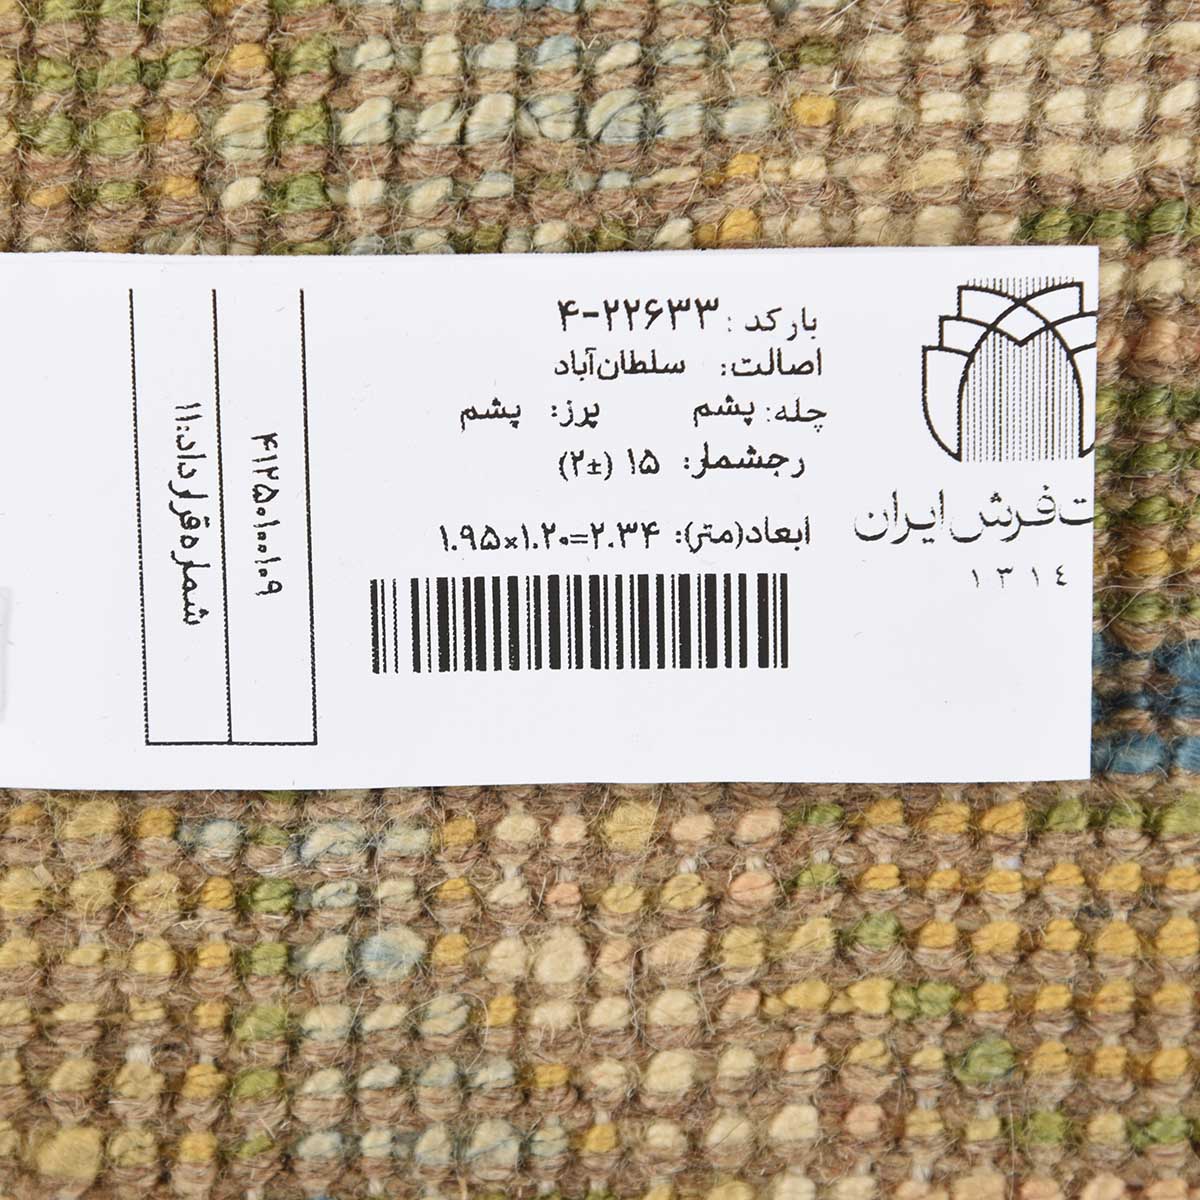 بارکد: ۴-۲۲۶۳۳
اصالت: سلطان‌آباد
چله: پشم پرز: پشم
رجشمار: ۱۵ (±۲)
ابعاد(متر): ۱.۹۵×۱.۲۰=۲.۳۴
ت فرش ایران
۱۳۱٤
۴۱۲۵۰۱۰۰۱۰۹
شماره قرارداد:۱۱